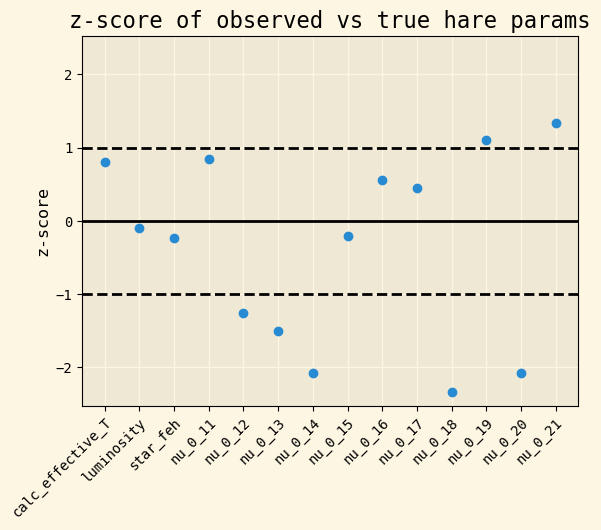 z-score of observed vs true hare params
z-score
2
1
0
−1
−2
calc_effective_T
luminosity
star_feh
nu_0_11
nu_0_12
nu_0_13
nu_0_14
nu_0_15
nu_0_16
nu_0_17
nu_0_18
nu_0_19
nu_0_20
nu_0_21